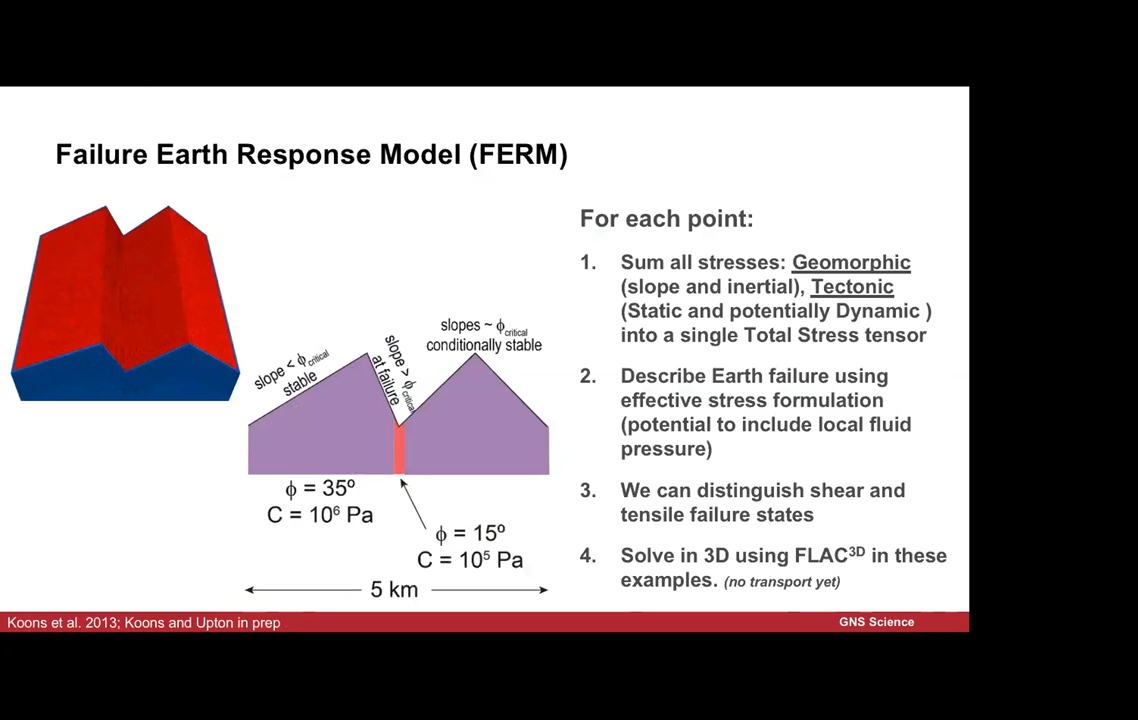 Failure Earth Response Model (FERM)
For each point:
1. Sum all stresses: Geomorphic
(slope and inertial), Tectonic
(Static and potentially Dynamic )
into a single Total Stress tensor
2. Describe Earth failure using
effective stress formulation
(potential to include local fluid
pressure)
3. We can distinguish shear and
tensile failure states
4. Solve in 3D using FLAC3D in these
examples. (no transport yet)
slope < ϕcritical
stable
slope > ϕcritical
at failure
slopes ~ ϕcritical
conditionally stable
ϕ = 35º
C = 10⁶ Pa
ϕ = 15º
C = 10⁵ Pa
5 km
Koons et al. 2013; Koons and Upton in prep
GNS Science